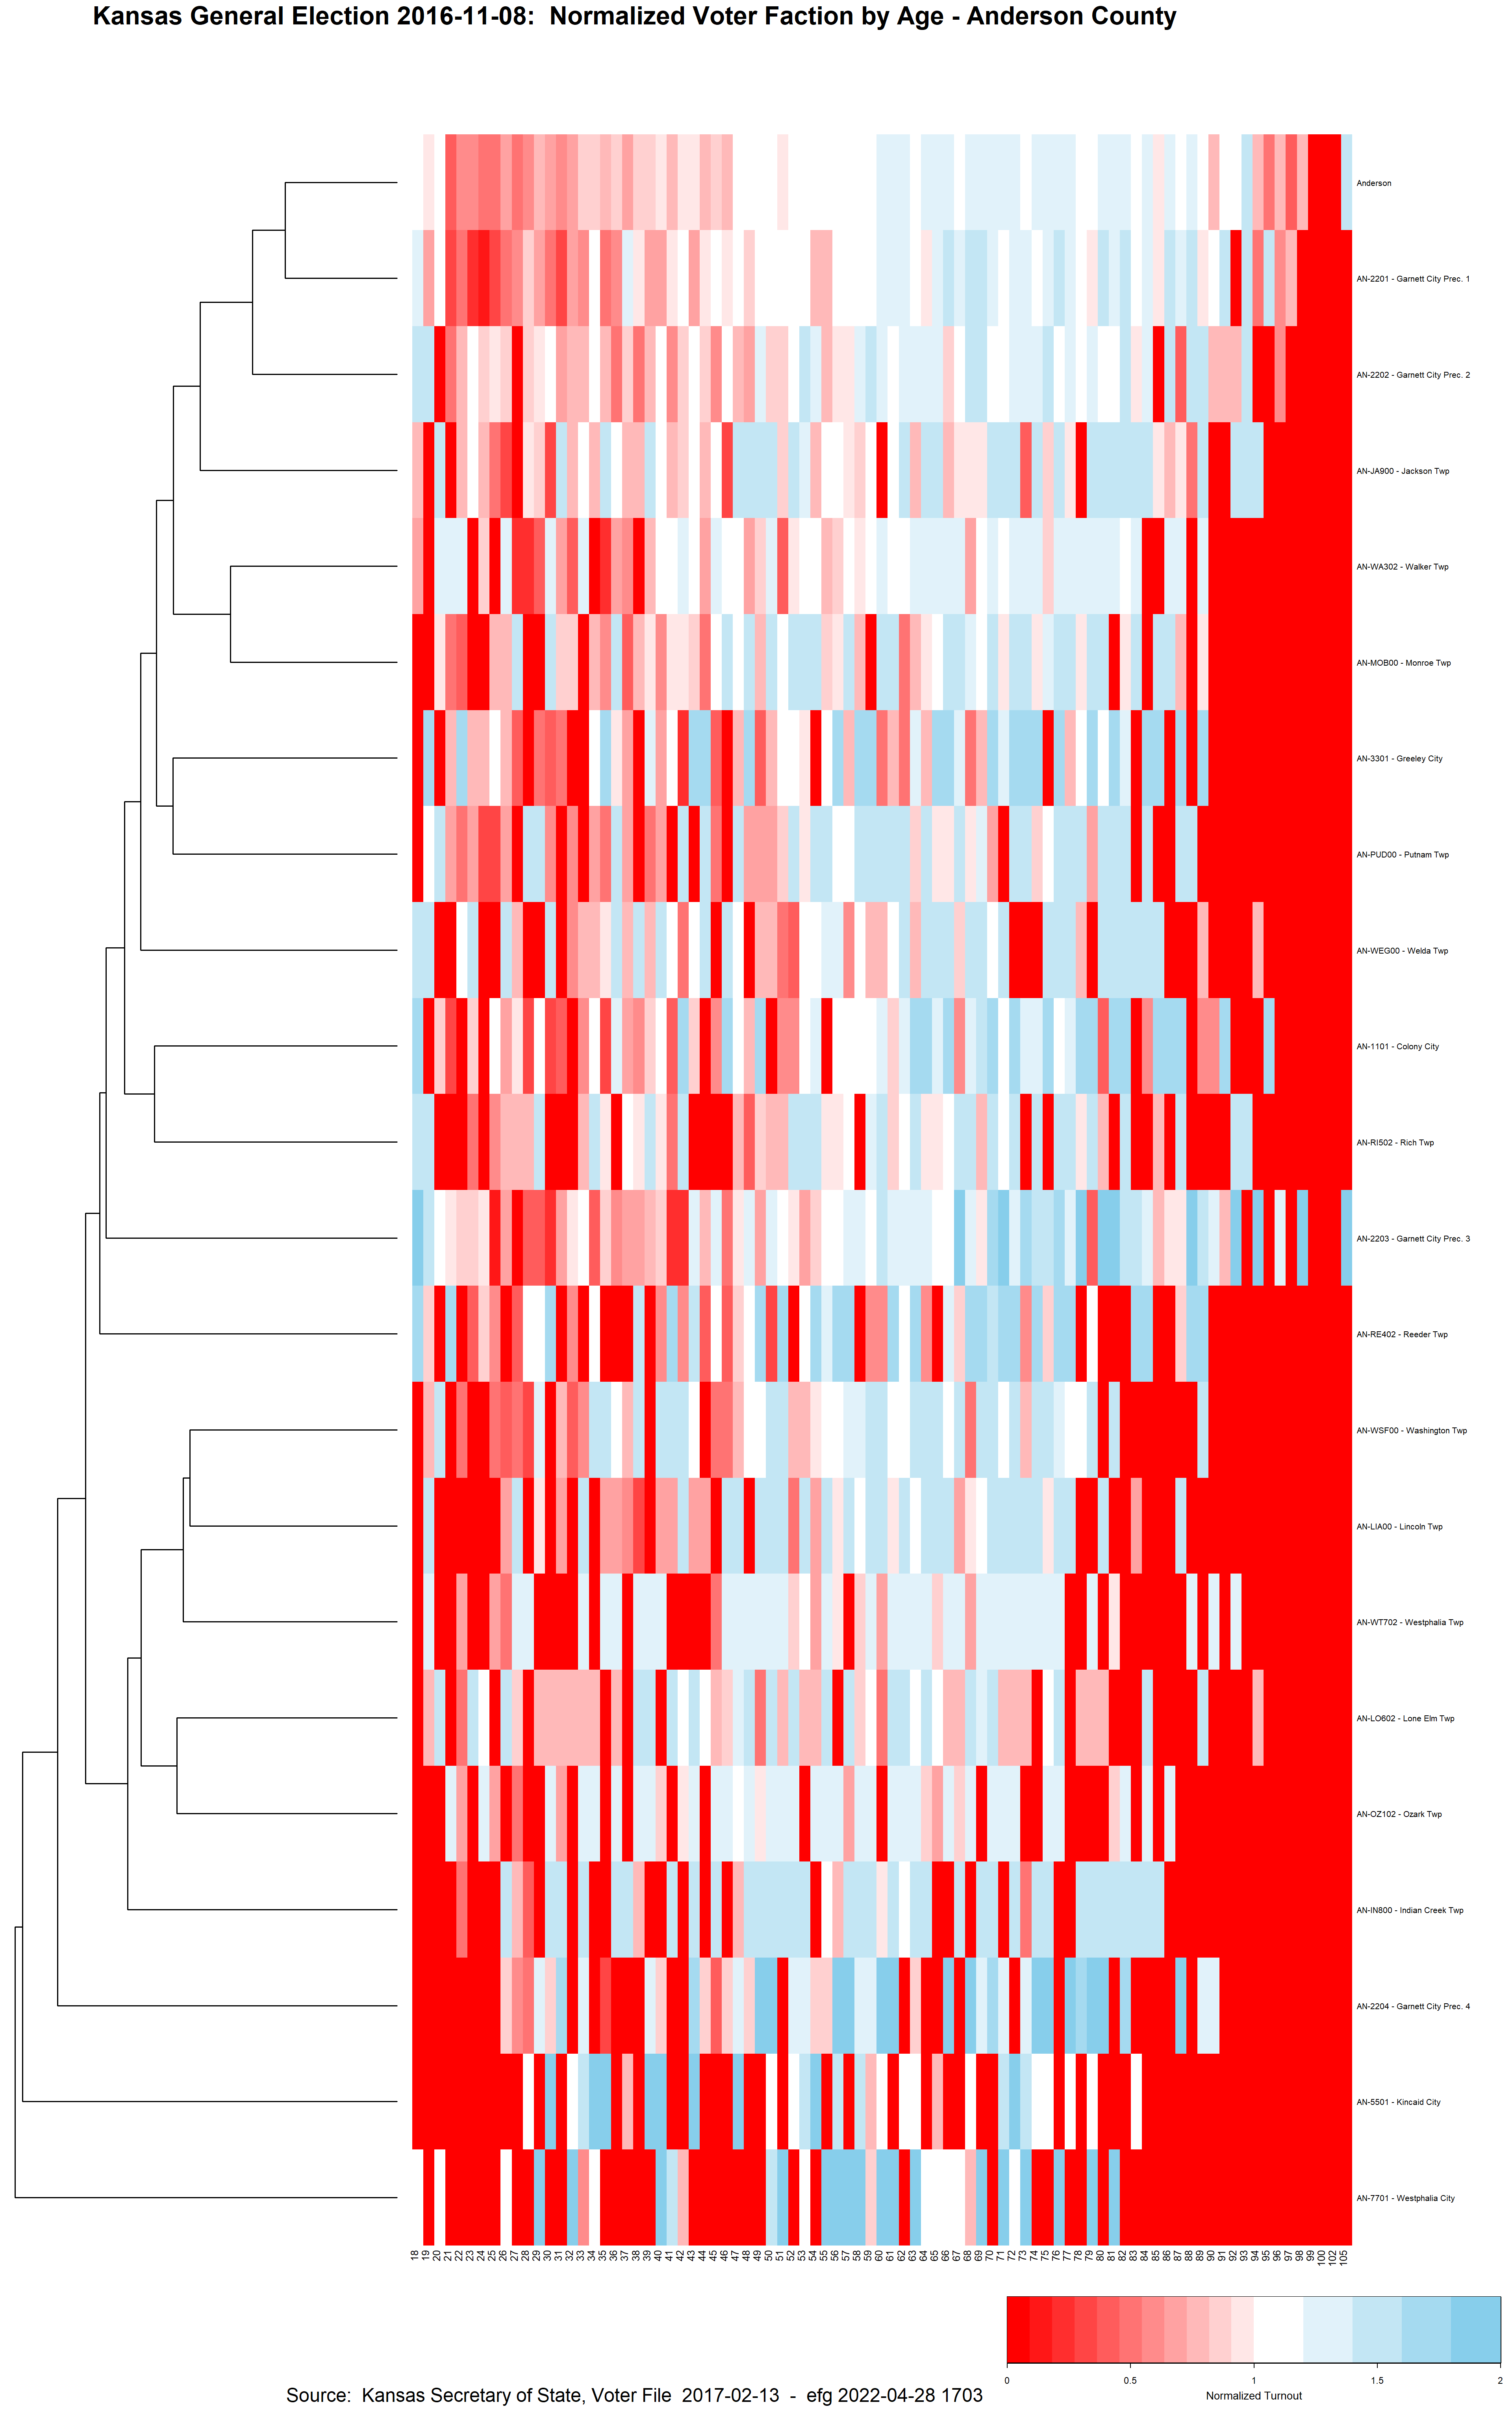 Kansas General Election 2016-11-08:  Normalized Voter Faction by Age - Anderson County
Anderson
AN-2201 - Garnett City Prec. 1
AN-2202 - Garnett City Prec. 2
AN-JA900 - Jackson Twp
AN-WA302 - Walker Twp
AN-MOB00 - Monroe Twp
AN-3301 - Greeley City
AN-PUD00 - Putnam Twp
AN-WEG00 - Welda Twp
AN-1101 - Colony City
AN-RI502 - Rich Twp
AN-2203 - Garnett City Prec. 3
AN-RE402 - Reeder Twp
AN-WSF00 - Washington Twp
AN-LIA00 - Lincoln Twp
AN-WT702 - Westphalia Twp
AN-LO602 - Lone Elm Twp
AN-OZ102 - Ozark Twp
AN-IN800 - Indian Creek Twp
AN-2204 - Garnett City Prec. 4
AN-5501 - Kincaid City
AN-7701 - Westphalia City
18 19 20 21 22 23 24 25 26 27 28 29 30 31 32 33 34 35 36 37 38 39 40 41 42 43 44 45 46 47 48 49 50 51 52 53 54 55 56 57 58 59 60 61 62 63 64 65 66 67 68 69 70 71 72 73 74 75 76 77 78 79 80 81 82 83 84 85 86 87 88 89 90 91 92 93 94 95 96 97 98 99 100 102 105
0 0.5 1 1.5 2
Normalized Turnout
Source:  Kansas Secretary of State, Voter File  2017-02-13  -  efg 2022-04-28 1703